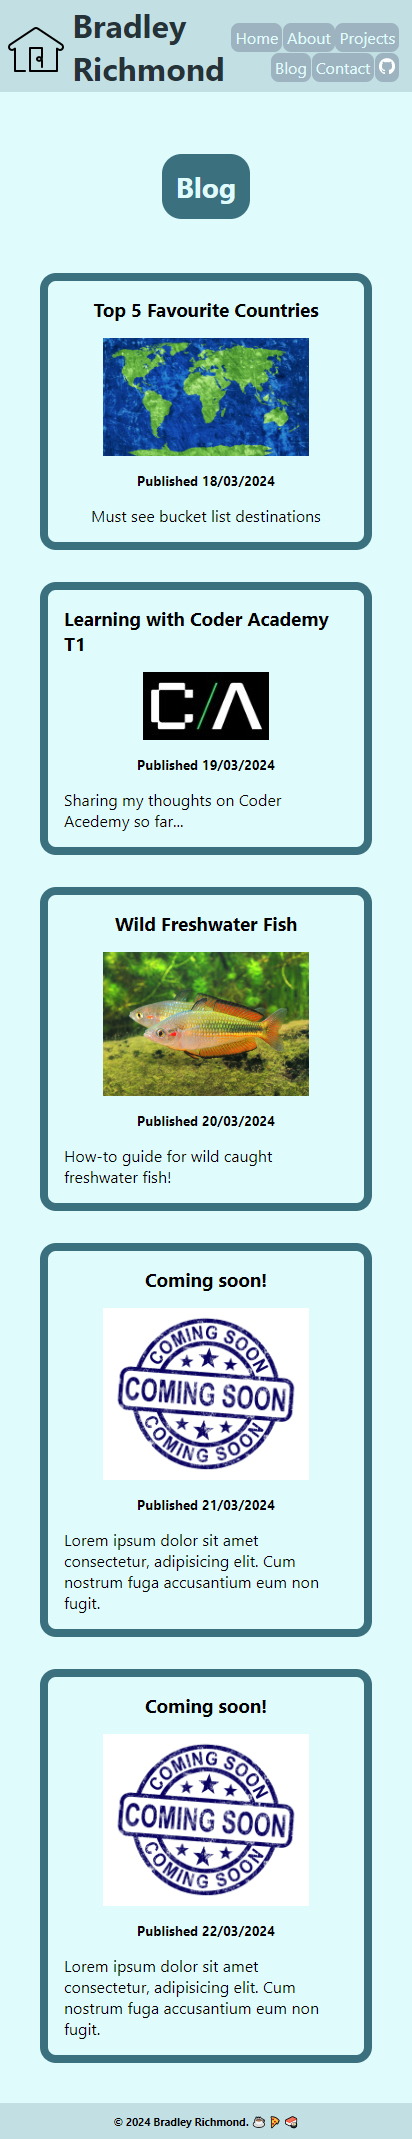 Bradley
Richmond
Home About Projects
Blog Contact
Blog
Top 5 Favourite Countries
Published 18/03/2024
Must see bucket list destinations
Learning with Coder Academy
T1
C/A
Published 19/03/2024
Sharing my thoughts on Coder
Acedemy so far...
Wild Freshwater Fish
Published 20/03/2024
How-to guide for wild caught
freshwater fish!
Coming soon!
COMING SOON
COMING SOON
COMING SOON
Published 21/03/2024
Lorem ipsum dolor sit amet
consectetur, adipisicing elit. Cum
nostrum fuga accusantium eum non
fugit.
Coming soon!
COMING SOON
COMING SOON
COMING SOON
Published 22/03/2024
Lorem ipsum dolor sit amet
consectetur, adipisicing elit. Cum
nostrum fuga accusantium eum non
fugit.
© 2024 Bradley Richmond.